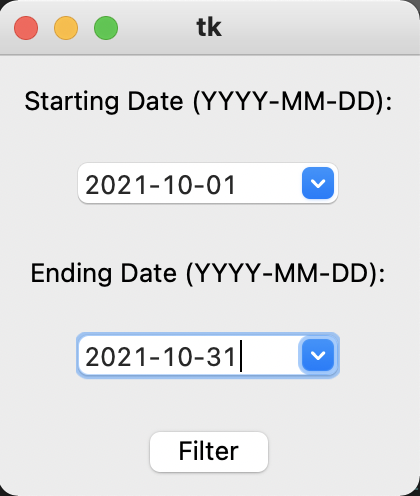 tk
Starting Date (YYYY-MM-DD):
2021-10-01
Ending Date (YYYY-MM-DD):
2021-10-31
Filter